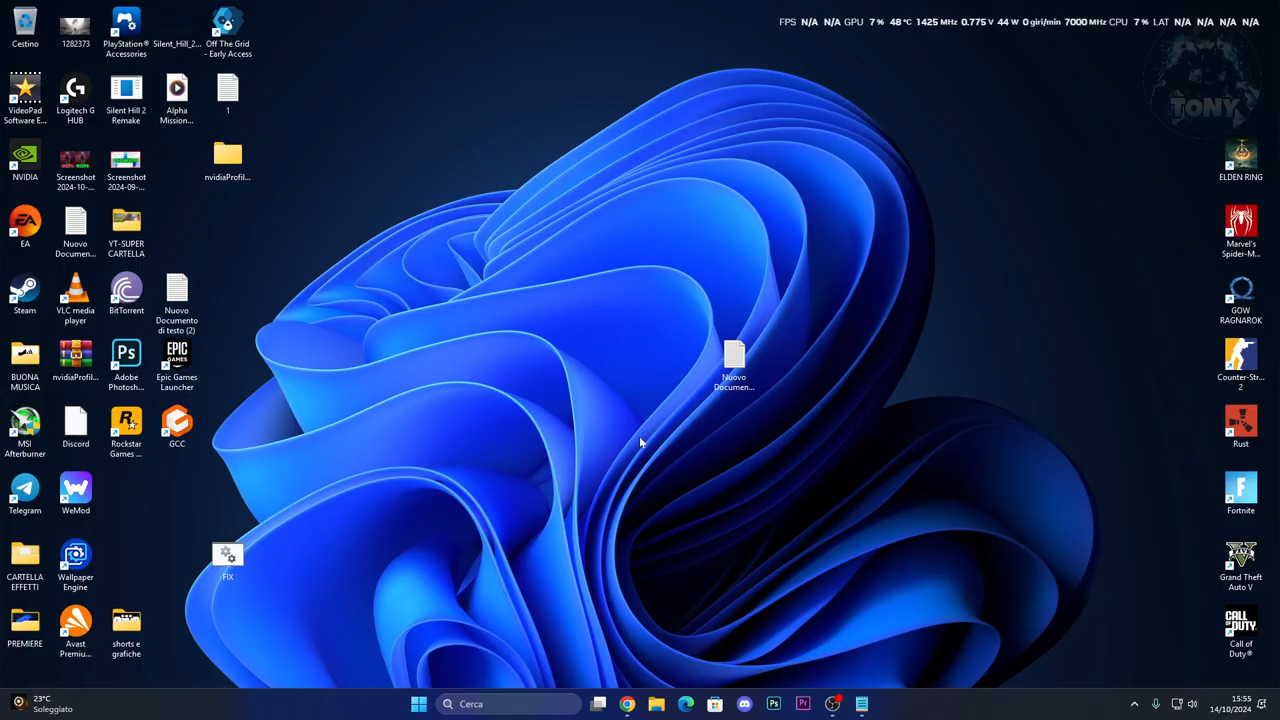 FPS N/A N/A GPU 7 % 48 °C 1425 MHz 0.775 V 44 W 0 giri/min 7000 MHz CPU 7 % LAT N/A N/A N/A N/A
TONY
Cestino
1282373
PlayStation®
Accessories
Silent_Hill_2...
Off The Grid
- Early Access
VideoPad
Software E...
Logitech G
HUB
Silent Hill 2
Remake
Alpha
Mission...
1
NVIDIA
Screenshot
2024-10-...
Screenshot
2024-09-...
nvidiaProfil...
EA
Nuovo
Documen...
YT-SUPER
CARTELLA
Steam
VLC media
player
BitTorrent
Nuovo
Documento
di testo (2)
BUONA
MUSICA
nvidiaProfil...
Adobe
Photosh...
Epic Games
Launcher
MSI
Afterburner
Discord
Rockstar
Games ...
GCC
Telegram
WeMod
CARTELLA
EFFETTI
Wallpaper
Engine
FIX
PREMIERE
Avast
Premiu...
shorts e
grafiche
Nuovo
Documen...
ELDEN RING
Marvel's
Spider-M...
GOW
RAGNAROK
Counter-Str...
2
Rust
Fortnite
Grand Theft
Auto V
Call of
Duty®
23°C
Soleggiato
Cerca
15:55
14/10/2024